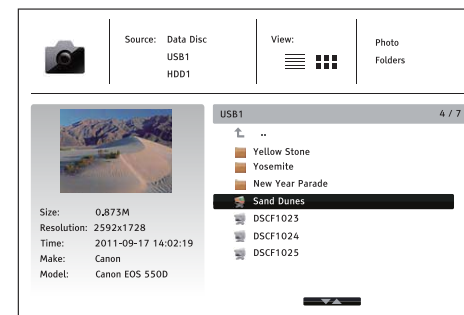 Source: Data Disc
USB1
HDD1
View:
Photo
Folders
USB1 4 / 7
..
Yellow Stone
Yosemite
New Year Parade
Sand Dunes
DSCF1023
DSCF1024
DSCF1025
Size: 0.873M
Resolution: 2592x1728
Time: 2011-09-17 14:02:19
Make: Canon
Model: Canon EOS 550D